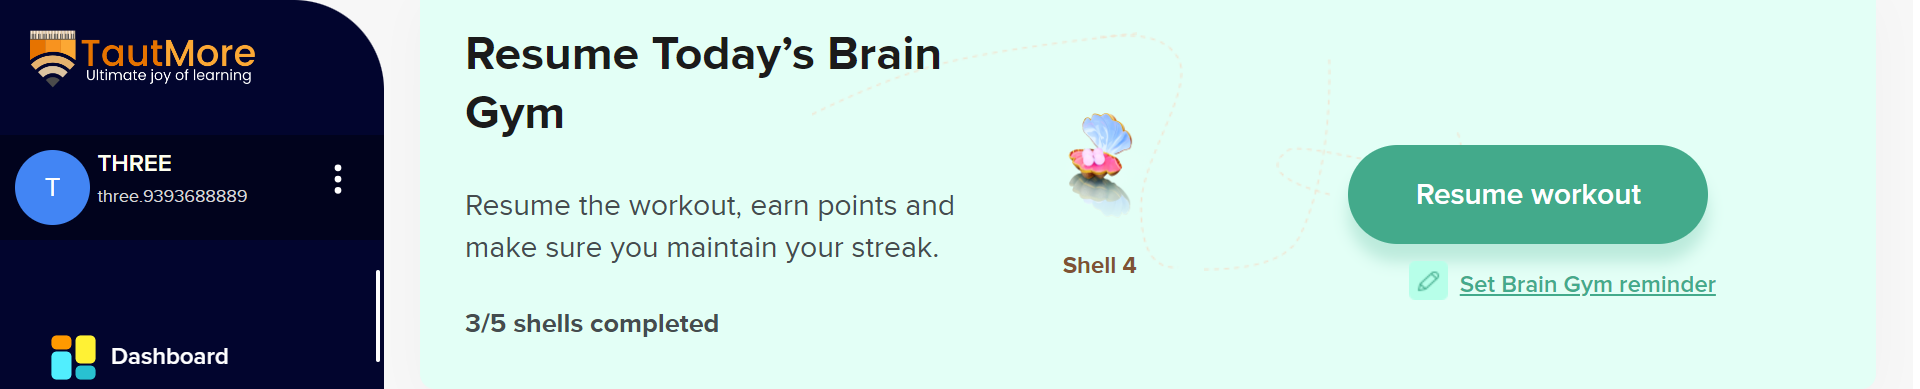 TautMore
Ultimate joy of learning
T
THREE
three.9393688889
Dashboard
Resume Today’s Brain
Gym
Resume the workout, earn points and
make sure you maintain your streak.
3/5 shells completed
Shell 4
Resume workout
Set Brain Gym reminder